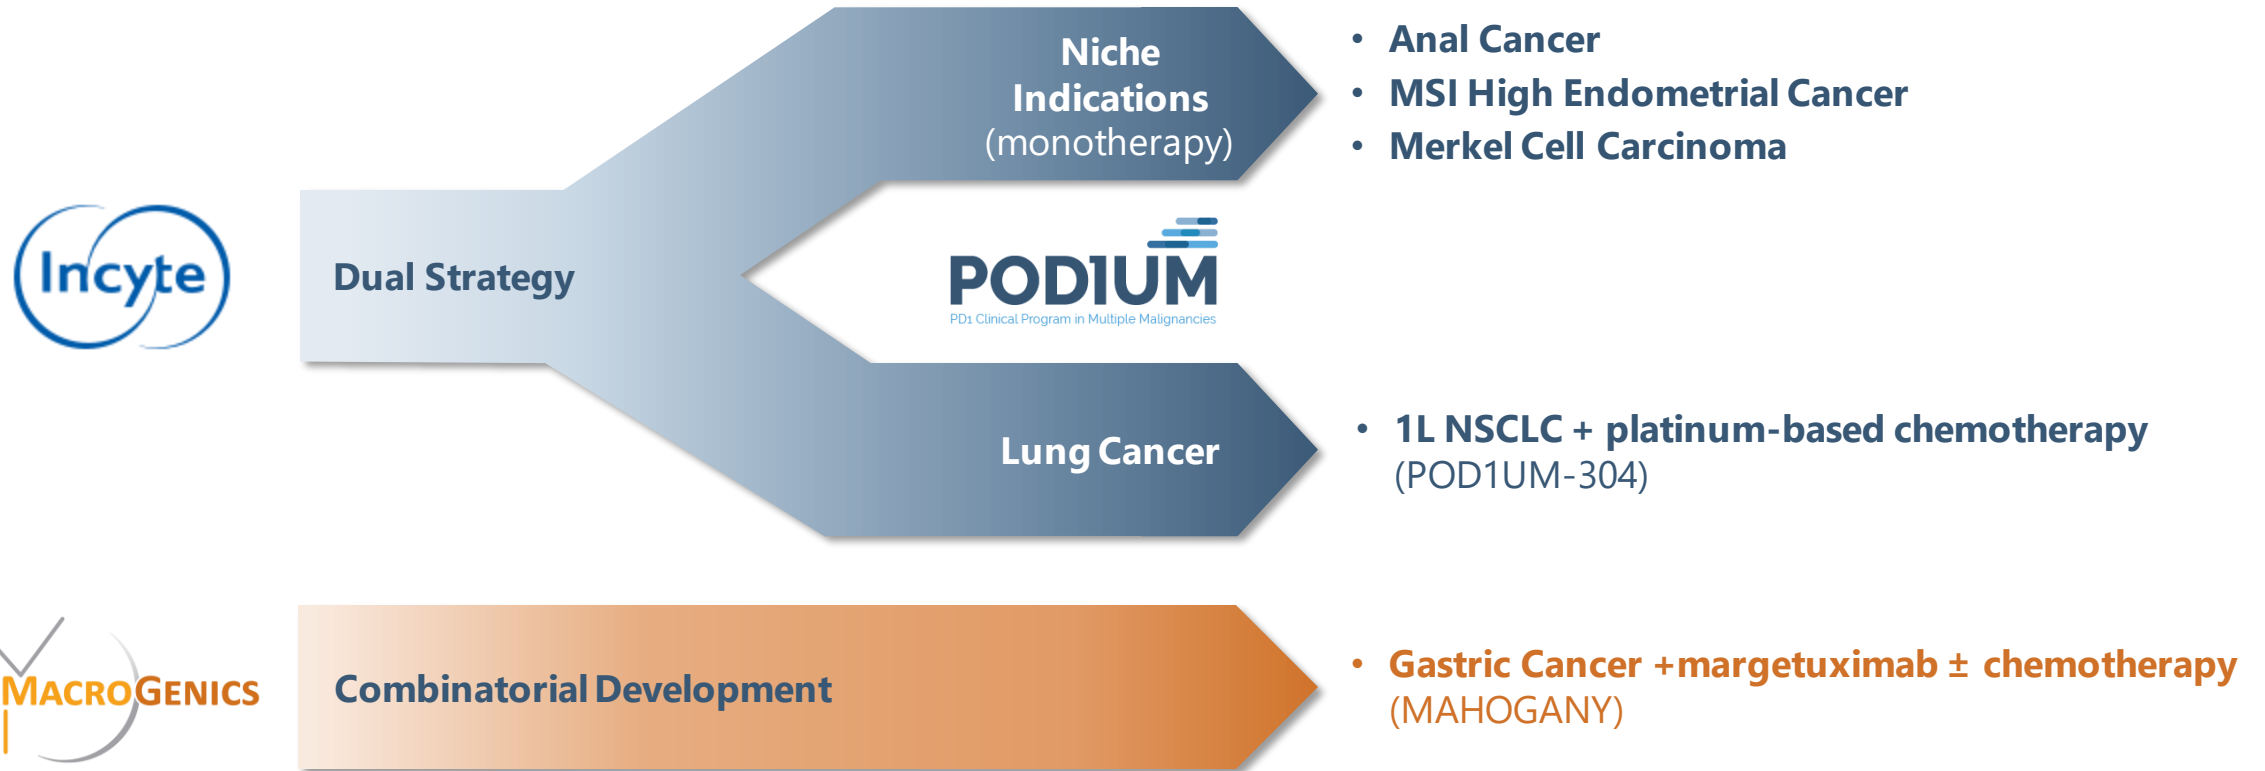 Niche
Indications
(monotherapy)
• Anal Cancer
• MSI High Endometrial Cancer
• Merkel Cell Carcinoma
Incyte
Dual Strategy
POD1UM
PD1 Clinical Program in Multiple Malignancies
Lung Cancer
• 1L NSCLC + platinum-based chemotherapy
(POD1UM-304)
MACROGENICS
Combinatorial Development
• Gastric Cancer +margetuximab ± chemotherapy
(MAHOGANY)